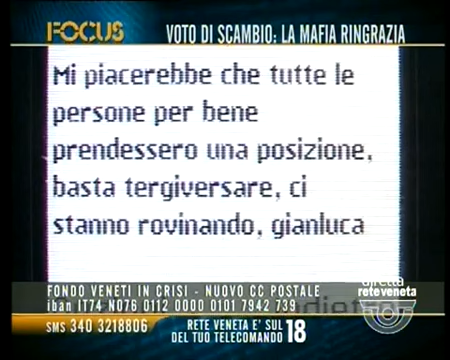 FOCUS
VOTO DI SCAMBIO: LA MAFIA RINGRAZIA
Mi piacerebbe che tutte le
persone per bene
prendessero una posizione,
basta tergiversare, ci
stanno rovinando, gianluca
FONDO VENETI IN CRISI - NUOVO CC POSTALE
iban IT74 N076 0112 0000 0101 7942 739
diretta
reteveneta
SMS 340 3218806
RETE VENETA E' SUL
DEL TUO TELECOMANDO 18